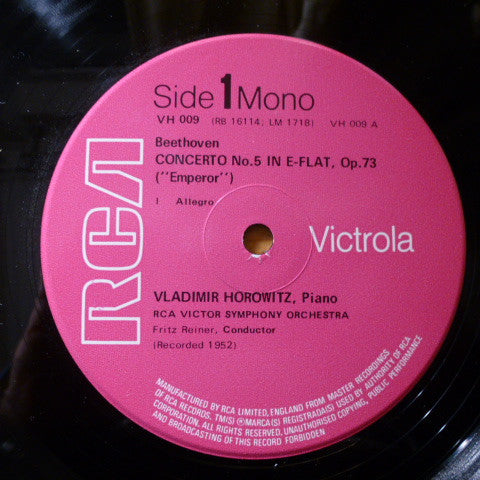 Side 1 Mono
VH 009 (RB 16114; LM 1718) VH 009 A
Beethoven
CONCERTO No.5 IN E-FLAT, Op.73
(''Emperor'')
I Allegro
RCA
Victrola
VLADIMIR HOROWITZ, Piano
RCA VICTOR SYMPHONY ORCHESTRA
Fritz Reiner, Conductor
(Recorded 1952)
MANUFACTURED BY RCA LIMITED, ENGLAND FROM MASTER RECORDINGS
OF RCA RECORDS. TM(S) ® MARCA(S) REGISTRADA(S) USED BY AUTHORITY OF RCA
CORPORATION. ALL RIGHTS RESERVED, UNAUTHORISED COPYING, PUBLIC PERFORMANCE
AND BROADCASTING OF THIS RECORD FORBIDDEN